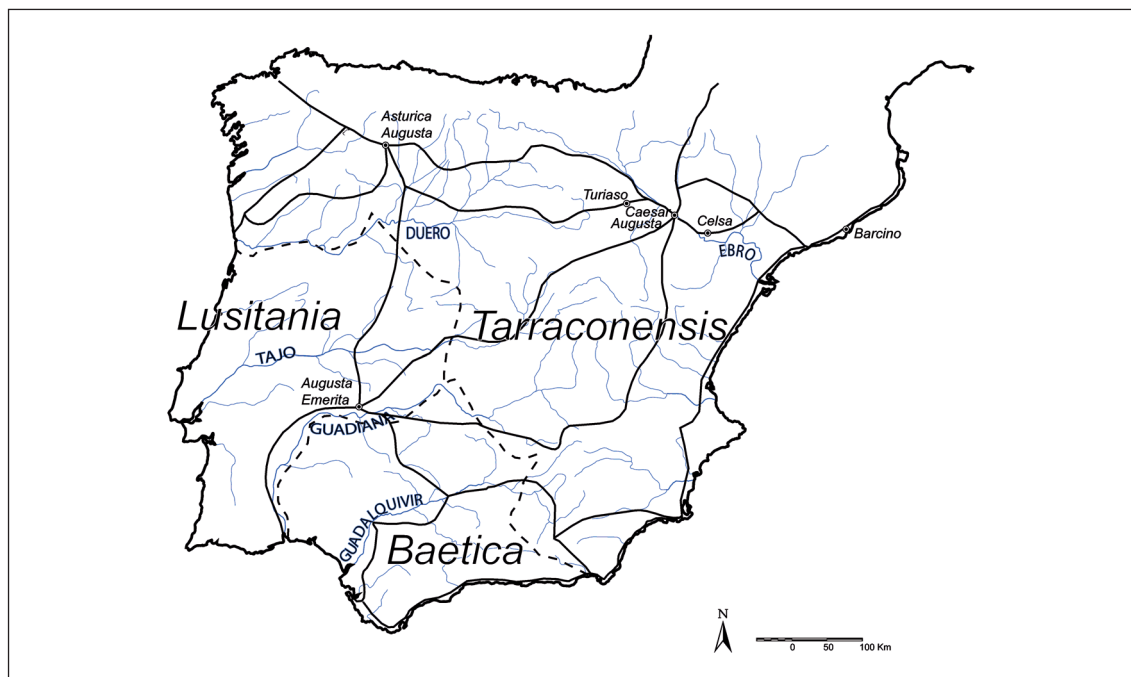 Asturica
Augusta
Turiaso
Caesar
Augusta
Celsa
DUERO
EBRO
Barcino
Lusitania
Tarraconensis
TAJO
Augusta
Emerita
GUADIANA
GUADALQUIVIR
Baetica
N
0 50 100 Km